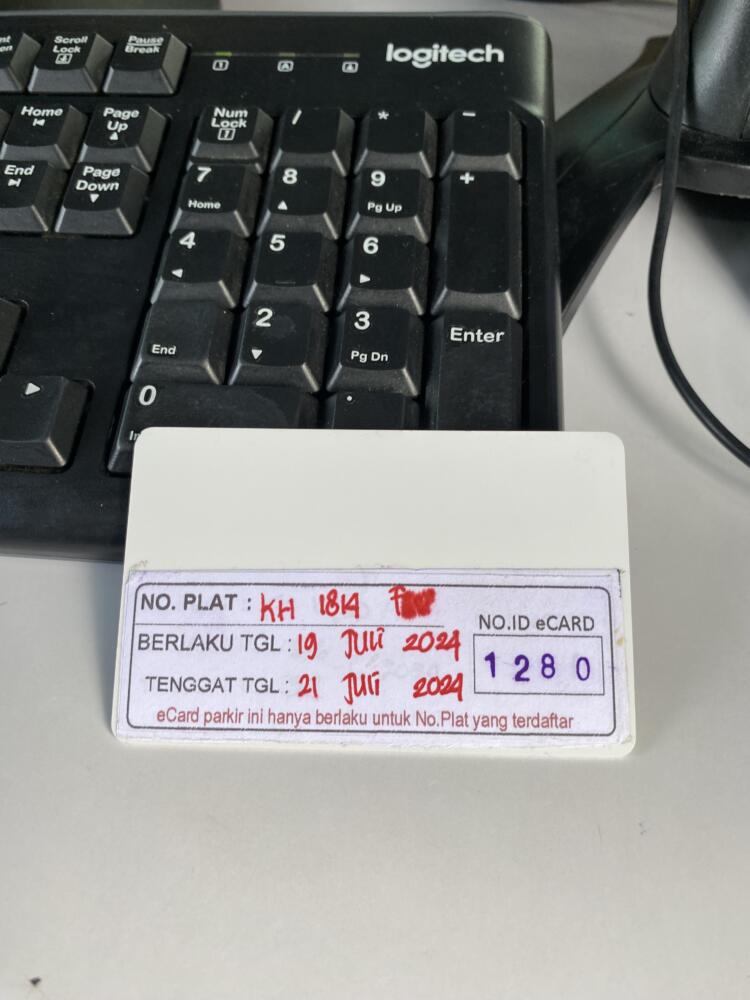 Scroll
Lock
Pause
Break
logitech
1
A
Home
Page
Up
Num
Lock
/
*
-
End
Page
Down
7
Home
8
9
Pg Up
+
4
5
6
End
2
3
Pg Dn
Enter
0
.
NO. PLAT : KH 1814
BERLAKU TGL : 19 JULI 2024
TENGGAT TGL : 21 JULI 2024
NO.ID eCARD
1280
eCard parkir ini hanya berlaku untuk No.Plat yang terdaftar